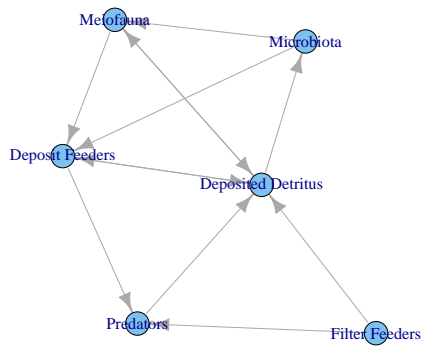 Meiofauna
Microbiota
Deposit Feeders
Deposited Detritus
Predators
Filter Feeders